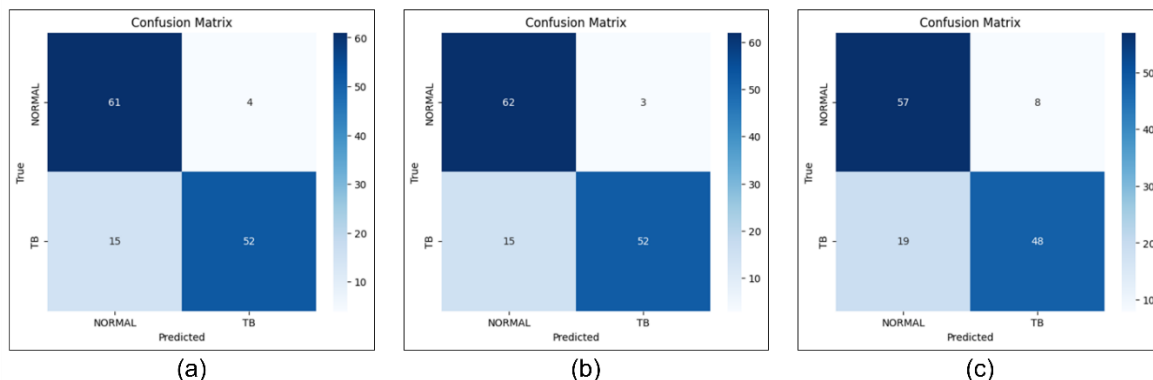 Confusion Matrix
NORMAL
TB
True
61 4
15 52
60
50
40
30
20
10
NORMAL TB
Predicted
(a)
Confusion Matrix
NORMAL
TB
True
62 3
15 52
60
50
40
30
20
10
NORMAL TB
Predicted
(b)
Confusion Matrix
NORMAL
TB
True
57 8
19 48
50
40
30
20
10
NORMAL TB
Predicted
(c)